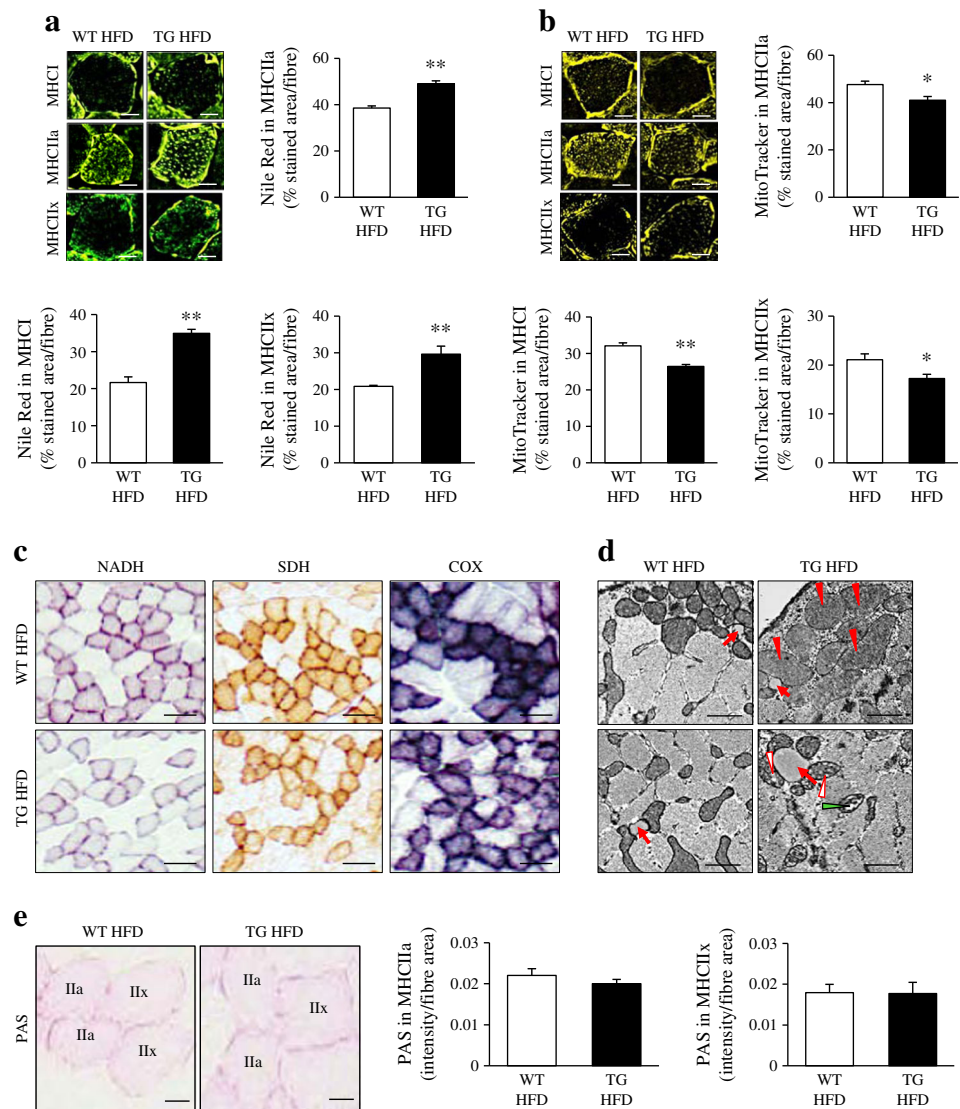 a
WT HFD TG HFD
MHCI
MHCIIa
MHCIIx
Nile Red in MHCIIa
(% stained area/fibre)
60
40
20
0
**
WT
HFD
TG
HFD
Nile Red in MHCI
(% stained area/fibre)
40
30
20
10
0
**
WT
HFD
TG
HFD
Nile Red in MHCIIx
(% stained area/fibre)
40
30
20
10
0
**
WT
HFD
TG
HFD
b
WT HFD TG HFD
MHCI
MHCIIa
MHCIIx
MitoTracker in MHCIIa
(% stained area/fibre)
60
40
20
0
*
WT
HFD
TG
HFD
MitoTracker in MHCI
(% stained area/fibre)
40
30
20
10
0
**
WT
HFD
TG
HFD
MitoTracker in MHCIIx
(% stained area/fibre)
30
20
10
0
*
WT
HFD
TG
HFD
c
NADH SDH COX
WT HFD
TG HFD
d
WT HFD TG HFD
e
WT HFD TG HFD
PAS
IIa IIx
IIa IIx
IIa
IIx
IIa
PAS in MHCIIa
(intensity/fibre area)
0.03
0.02
0.01
0
WT
HFD
TG
HFD
PAS in MHCIIx
(intensity/fibre area)
0.03
0.02
0.01
0
WT
HFD
TG
HFD